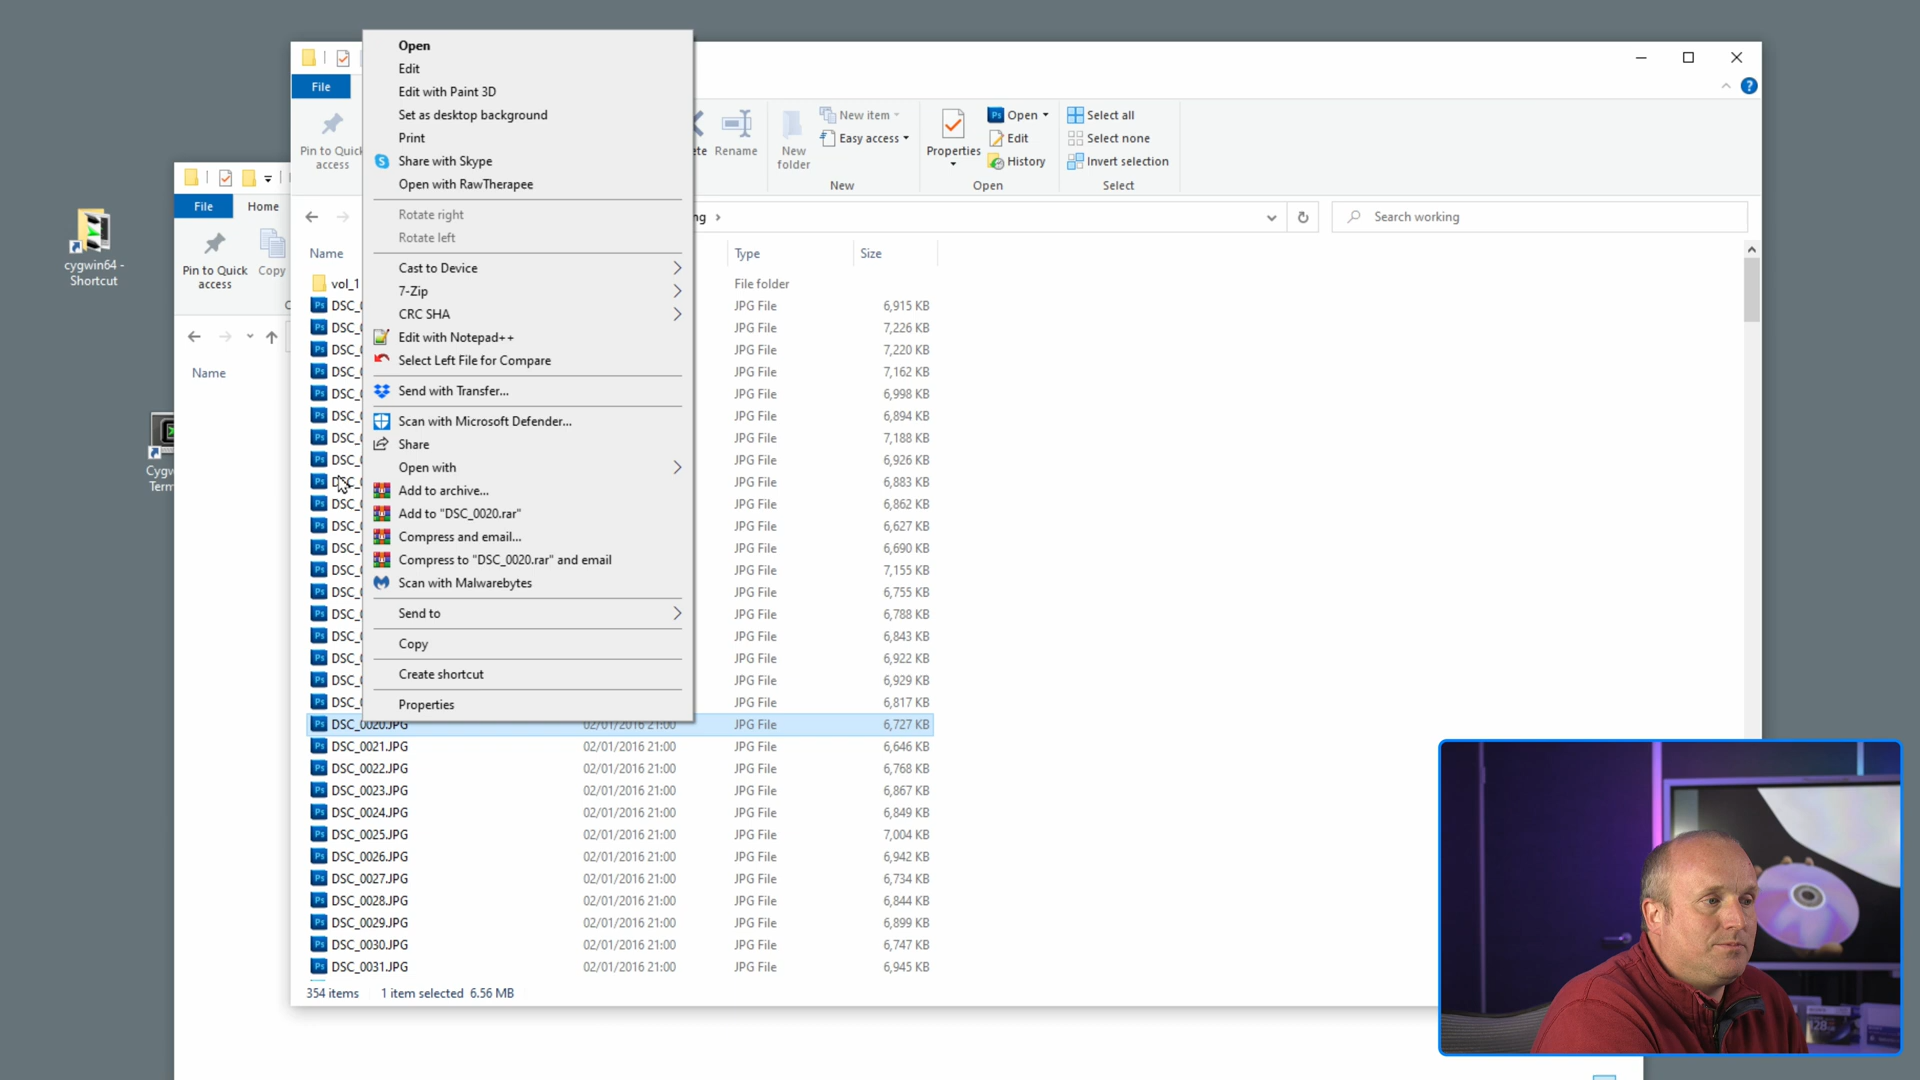 cygwin64 -
Shortcut
File
Home
Pin to Quick
access
Copy
Name
Open
Edit
Edit with Paint 3D
Set as desktop background
Print
Share with Skype
Open with RawTherapee
Rotate right
Rotate left
Cast to Device
7-Zip
CRC SHA
Edit with Notepad++
Select Left File for Compare
Send with Transfer...
Scan with Microsoft Defender...
Share
Open with
Add to archive...
Add to "DSC_0020.rar"
Compress and email...
Compress to "DSC_0020.rar" and email
Scan with Malwarebytes
Send to
Copy
Create shortcut
Properties
File
Rename
New
folder
New item
Easy access
New
Properties
Open
Edit
History
Open
Select all
Select none
Invert selection
Select
Search working
Name Type Size
vol_1 File folder
JPG File 6,915 KB
JPG File 7,226 KB
JPG File 7,220 KB
JPG File 7,162 KB
JPG File 6,998 KB
JPG File 6,894 KB
JPG File 7,188 KB
JPG File 6,926 KB
JPG File 6,883 KB
JPG File 6,862 KB
JPG File 6,627 KB
JPG File 6,690 KB
JPG File 7,155 KB
JPG File 6,755 KB
JPG File 6,788 KB
JPG File 6,843 KB
JPG File 6,922 KB
JPG File 6,929 KB
JPG File 6,817 KB
DSC_0020.JPG 02/01/2016 21:00 JPG File 6,727 KB
DSC_0021.JPG 02/01/2016 21:00 JPG File 6,646 KB
DSC_0022.JPG 02/01/2016 21:00 JPG File 6,768 KB
DSC_0023.JPG 02/01/2016 21:00 JPG File 6,867 KB
DSC_0024.JPG 02/01/2016 21:00 JPG File 6,849 KB
DSC_0025.JPG 02/01/2016 21:00 JPG File 7,004 KB
DSC_0026.JPG 02/01/2016 21:00 JPG File 6,942 KB
DSC_0027.JPG 02/01/2016 21:00 JPG File 6,734 KB
DSC_0028.JPG 02/01/2016 21:00 JPG File 6,844 KB
DSC_0029.JPG 02/01/2016 21:00 JPG File 6,899 KB
DSC_0030.JPG 02/01/2016 21:00 JPG File 6,747 KB
DSC_0031.JPG 02/01/2016 21:00 JPG File 6,945 KB
354 items 1 item selected 6.56 MB